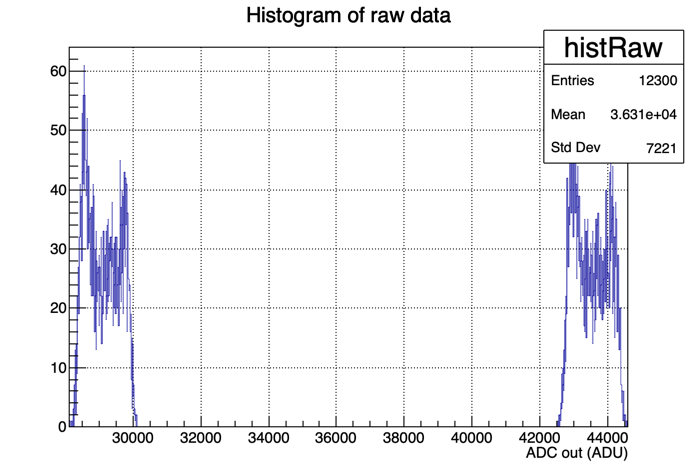 Histogram of raw data
histRaw
Entries 12300
Mean 3.631e+04
Std Dev 7221
60
50
40
30
20
10
0
30000 32000 34000 36000 38000 40000 42000 44000
ADC out (ADU)